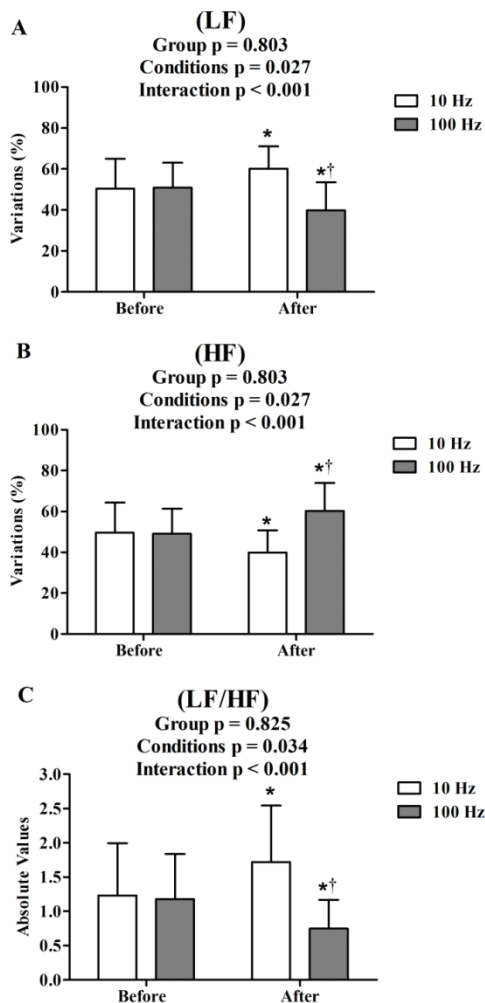 A
(LF)
Group p = 0.803
Conditions p = 0.027
Interaction p < 0.001
100
80
60
40
20
0
Variations (%)
*
*†
10 Hz
100 Hz
Before
After
B
(HF)
Group p = 0.803
Conditions p = 0.027
Interaction p < 0.001
100
80
60
40
20
0
Variations (%)
*
*†
10 Hz
100 Hz
Before
After
C
(LF/HF)
Group p = 0.825
Conditions p = 0.034
Interaction p < 0.001
3.0
2.5
2.0
1.5
1.0
0.5
0.0
Absolute Values
*
*†
10 Hz
100 Hz
Before
After